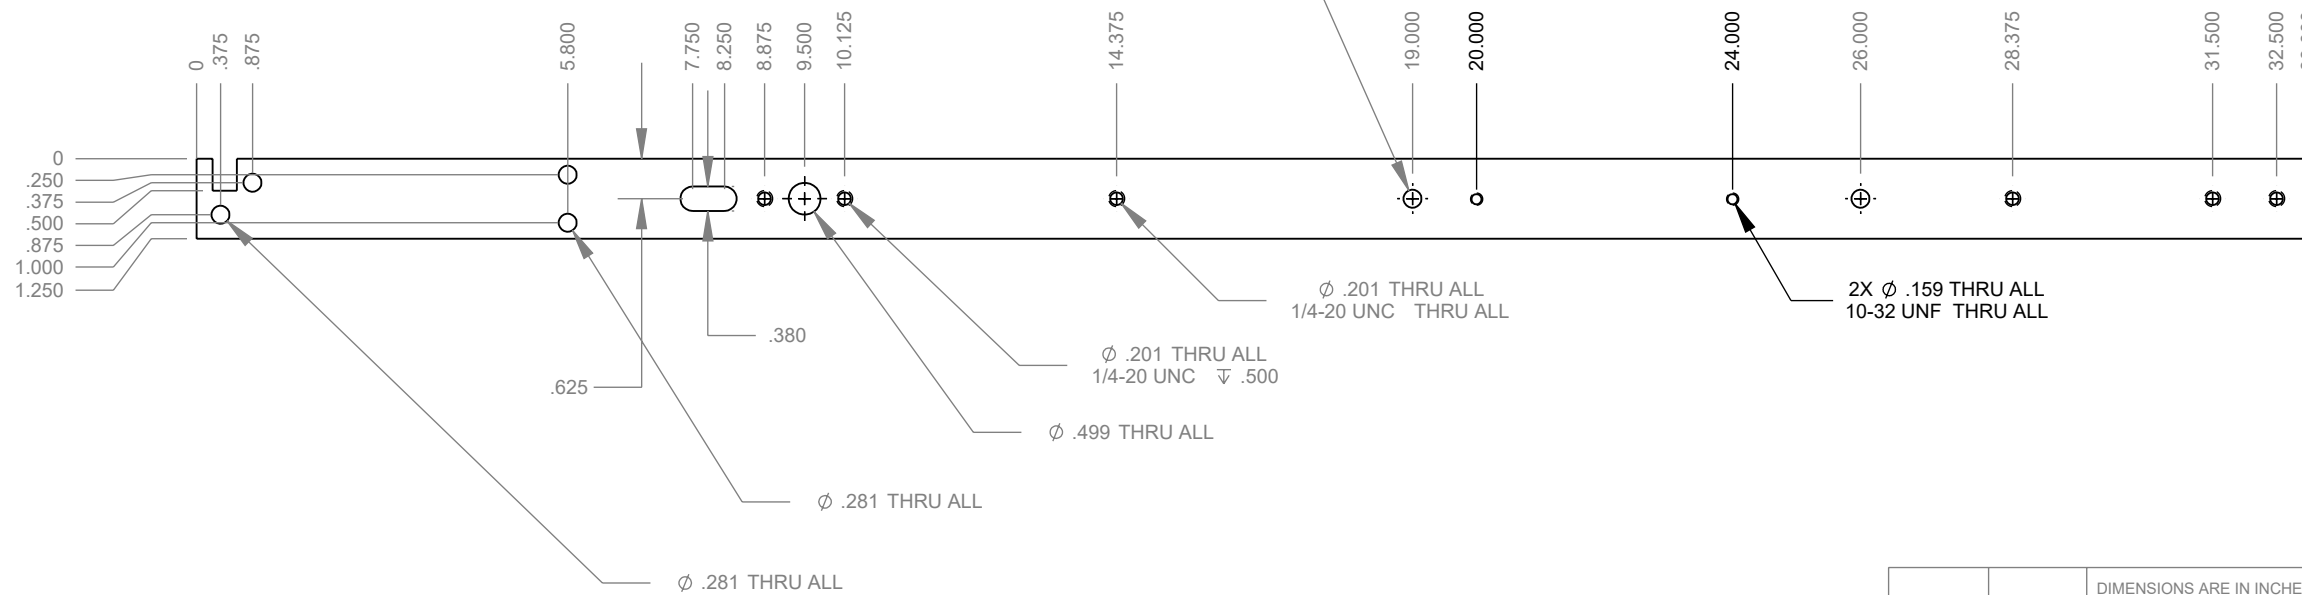 0
.375
.875
5.800
7.750
8.250
8.875
9.500
10.125
14.375
19.000
20.000
24.000
26.000
28.375
31.500
32.500
0
.250
.375
.500
.875
1.000
1.250
Ø .201 THRU ALL
1/4-20 UNC THRU ALL
2X Ø .159 THRU ALL
10-32 UNF THRU ALL
.380
Ø .201 THRU ALL
1/4-20 UNC ↧ .500
.625
Ø .499 THRU ALL
Ø .281 THRU ALL
Ø .281 THRU ALL
DIMENSIONS ARE IN INCHE